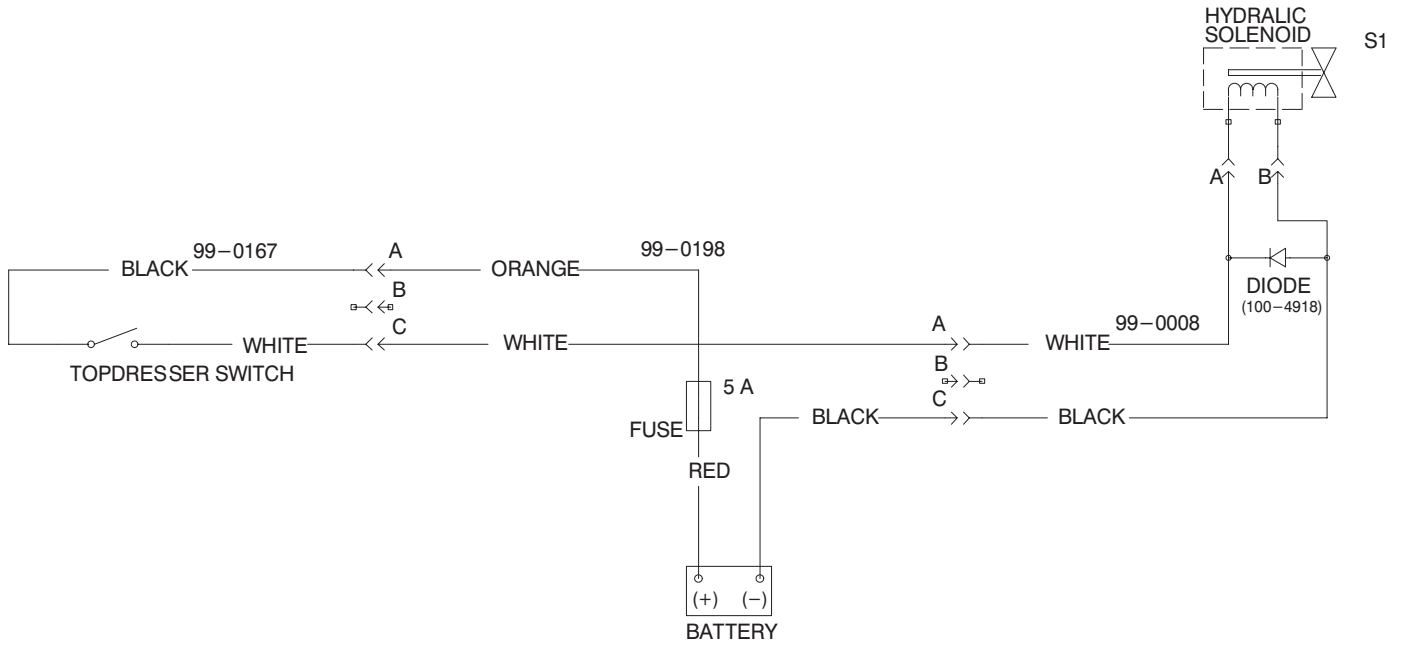 HYDRALIC
SOLENOID
S1
A
B
99-0167
A
99-0198
BLACK
ORANGE
B
DIODE
(100-4918)
C
A
99-0008
WHITE
WHITE
WHITE
TOPDRESSER SWITCH
B
5 A
C
FUSE
BLACK
BLACK
RED
(+)
(-)
BATTERY